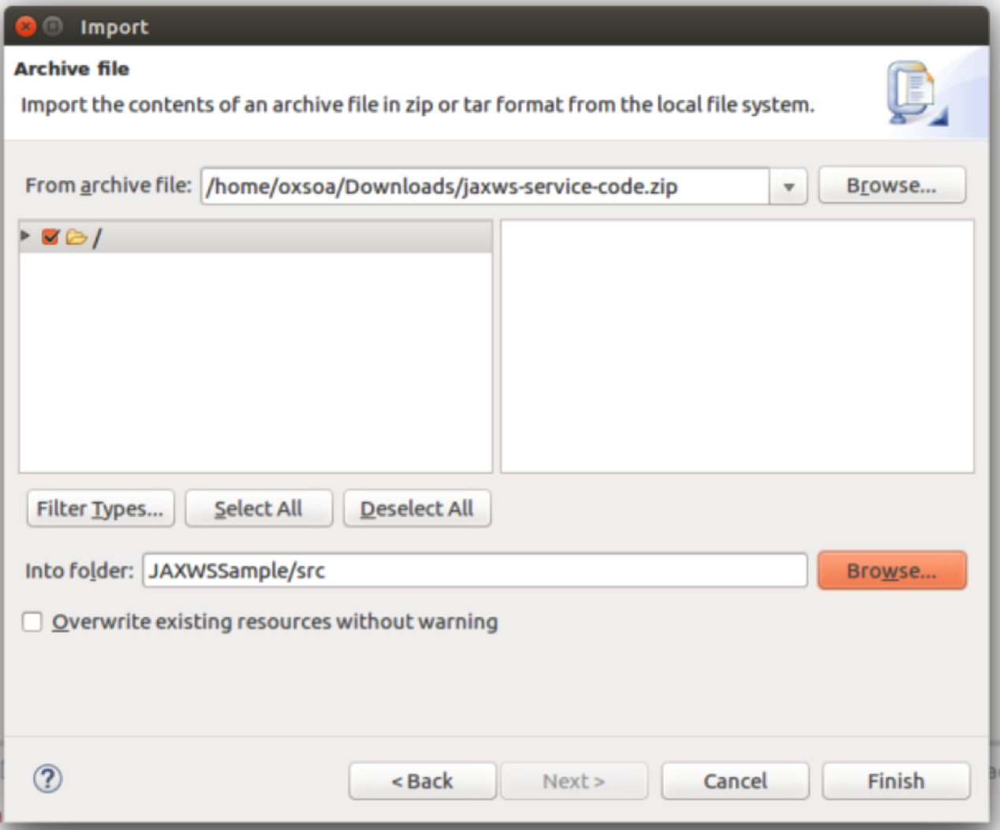 Import
Archive file
Import the contents of an archive file in zip or tar format from the local file system.
From archive file: /home/oxsoa/Downloads/jaxws-service-code.zip Browse...
/
Filter Types... Select All Deselect All
Into folder: JAXWSSample/src Browse...
Overwrite existing resources without warning
? < Back Next > Cancel Finish